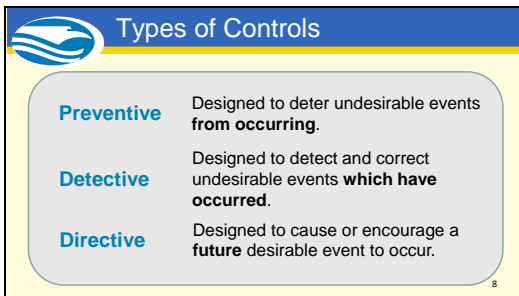 Types of Controls
Preventive
Designed to deter undesirable events
from occurring.
Detective
Designed to detect and correct
undesirable events which have
occurred.
Directive
Designed to cause or encourage a
future desirable event to occur.
8